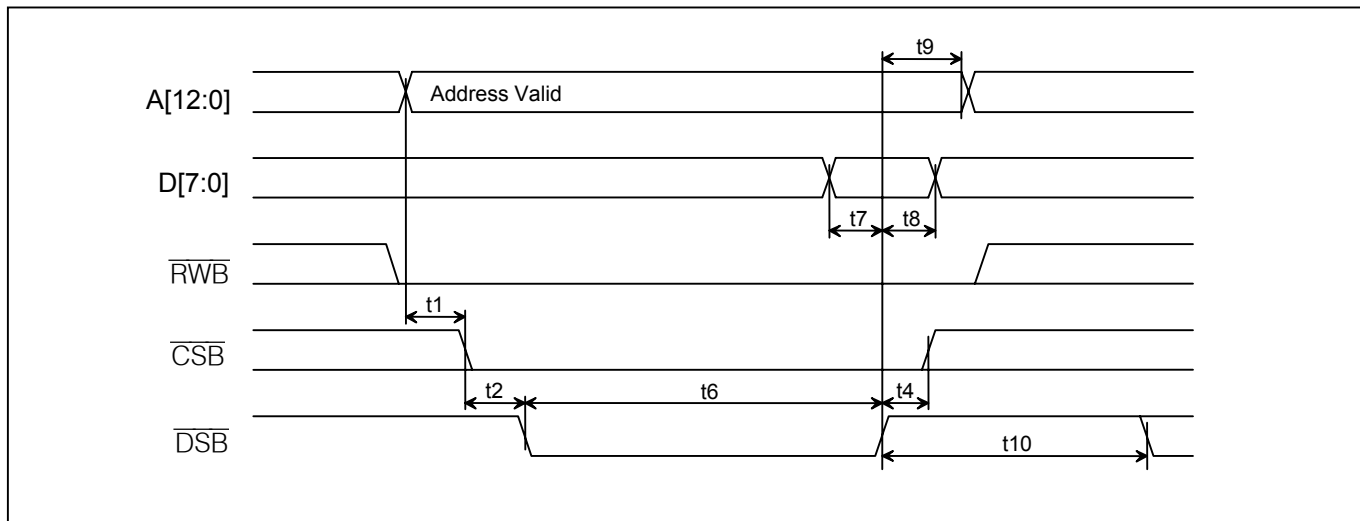 t9
A[12:0] Address Valid
D[7:0]
t7 t8
RWB
t1
CSB
t2 t6 t4
DSB
t10